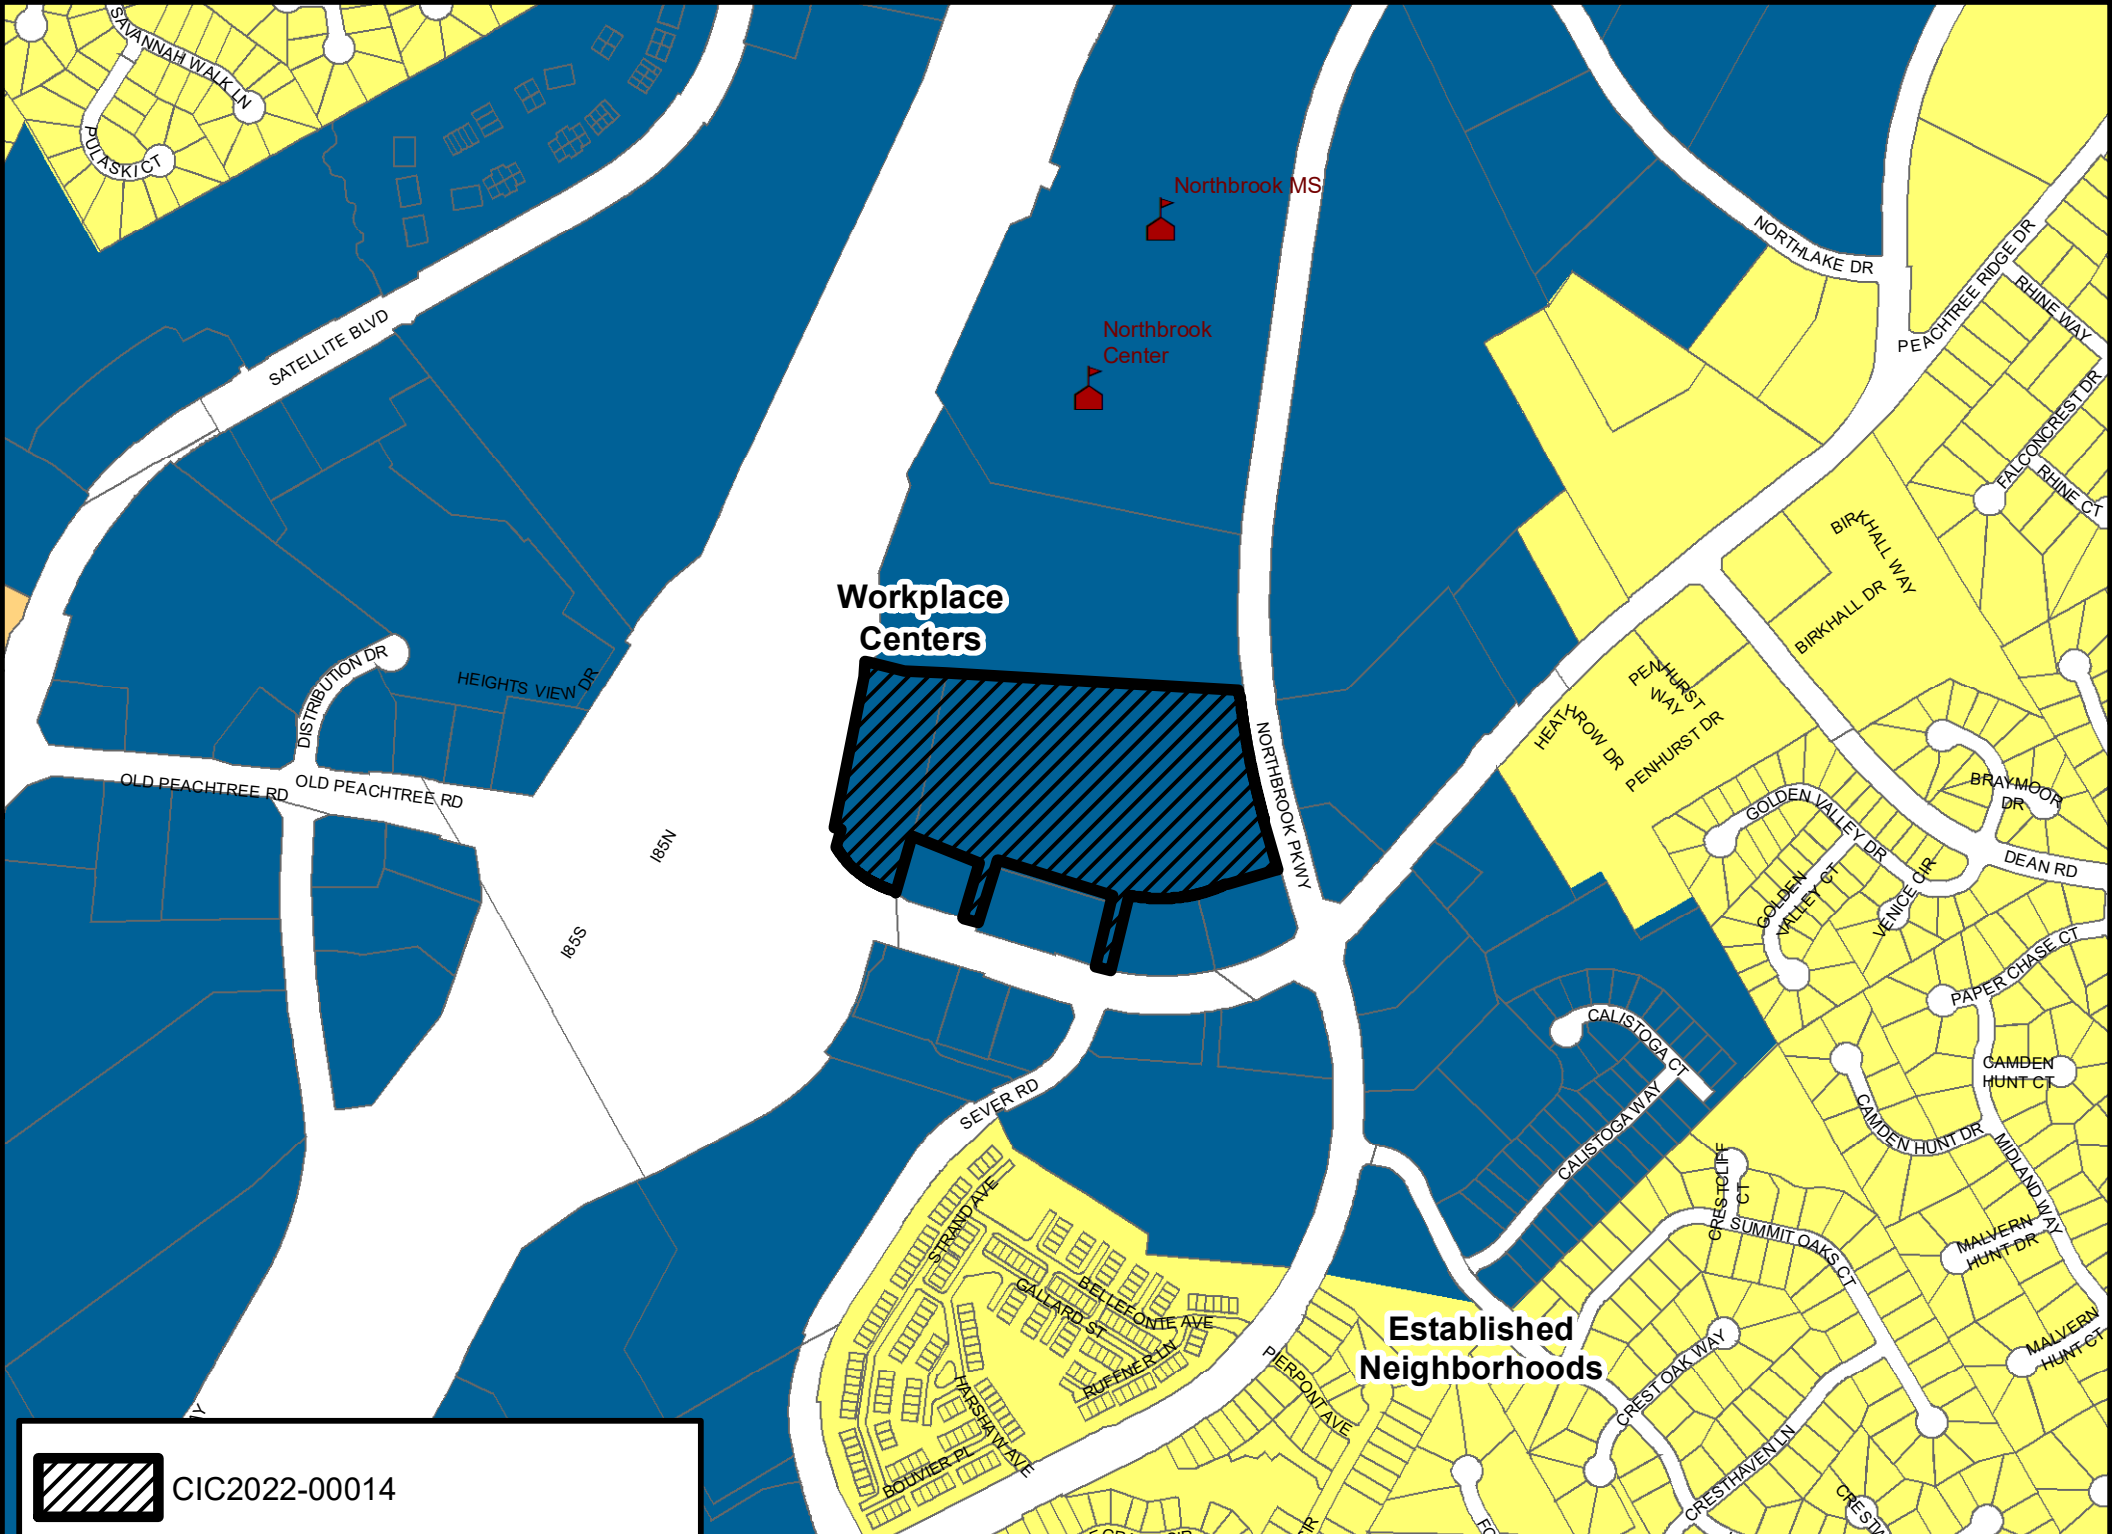 SAVANNAH WALK LN
PULASKI CT
Northbrook MS
NORTHLAKE DR
PEACHTREE RIDGE DR
RHINE WAY
Northbrook
Center
SATELLITE BLVD
FALCONCREST DR
RHINE CT
BIRKHALL WAY
BIRKHALL DR
Workplace
Centers
DISTRIBUTION DR
HEIGHTS VIEW DR
PENHURST
WAY
HEATHROW DR
PENHURST DR
NORTHBROOK PKWY
OLD PEACHTREE RD
OLD PEACHTREE RD
I85N
I85S
BRAYMOOR
DR
GOLDEN VALLEY DR
DEAN RD
GOLDEN
VALLEY CT
VENICE CIR
PAPER CHASE CT
CALISTOGA CT
CAMDEN
HUNT CT
SEVER RD
CALISTOGA WAY
CAMDEN HUNT DR
MIDLAND WAY
CRESTCLIFF
CT
STRAND AVE
SUMMIT OAKS CT
MALVERN
HUNT DR
GALLARD ST
BELLEFONTE AVE
RUFFNER LN
Established
Neighborhoods
PIERPONT AVE
CREST OAK WAY
MALVERN
HUNT CT
HARSHAW AVE
BOUVIER PL
CRESTHAVEN LN
CIC2022-00014